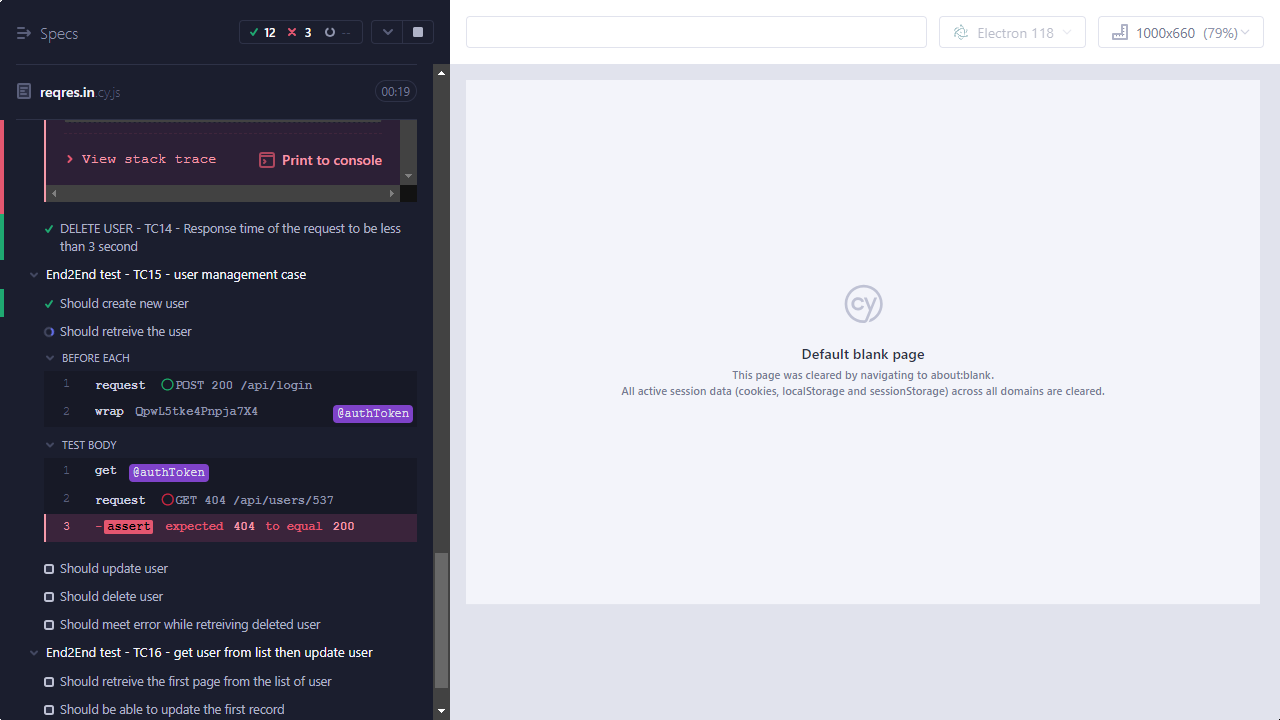 Specs
12
3
--
Electron 118
1000x660 (79%)
reqres.in.cy.js
00:19
View stack trace
Print to console
DELETE USER - TC14 - Response time of the request to be less
than 3 second
End2End test - TC15 - user management case
Should create new user
Should retreive the user
BEFORE EACH
1 request POST 200 /api/login
2 wrap QpwL5tke4Pnpja7X4 @authToken
TEST BODY
1 get @authToken
2 request GET 404 /api/users/537
3 -assert expected 404 to equal 200
Should update user
Should delete user
Should meet error while retreiving deleted user
End2End test - TC16 - get user from list then update user
Should retreive the first page from the list of user
Should be able to update the first record
cy
Default blank page
This page was cleared by navigating to about:blank.
All active session data (cookies, localStorage and sessionStorage) across all domains are cleared.